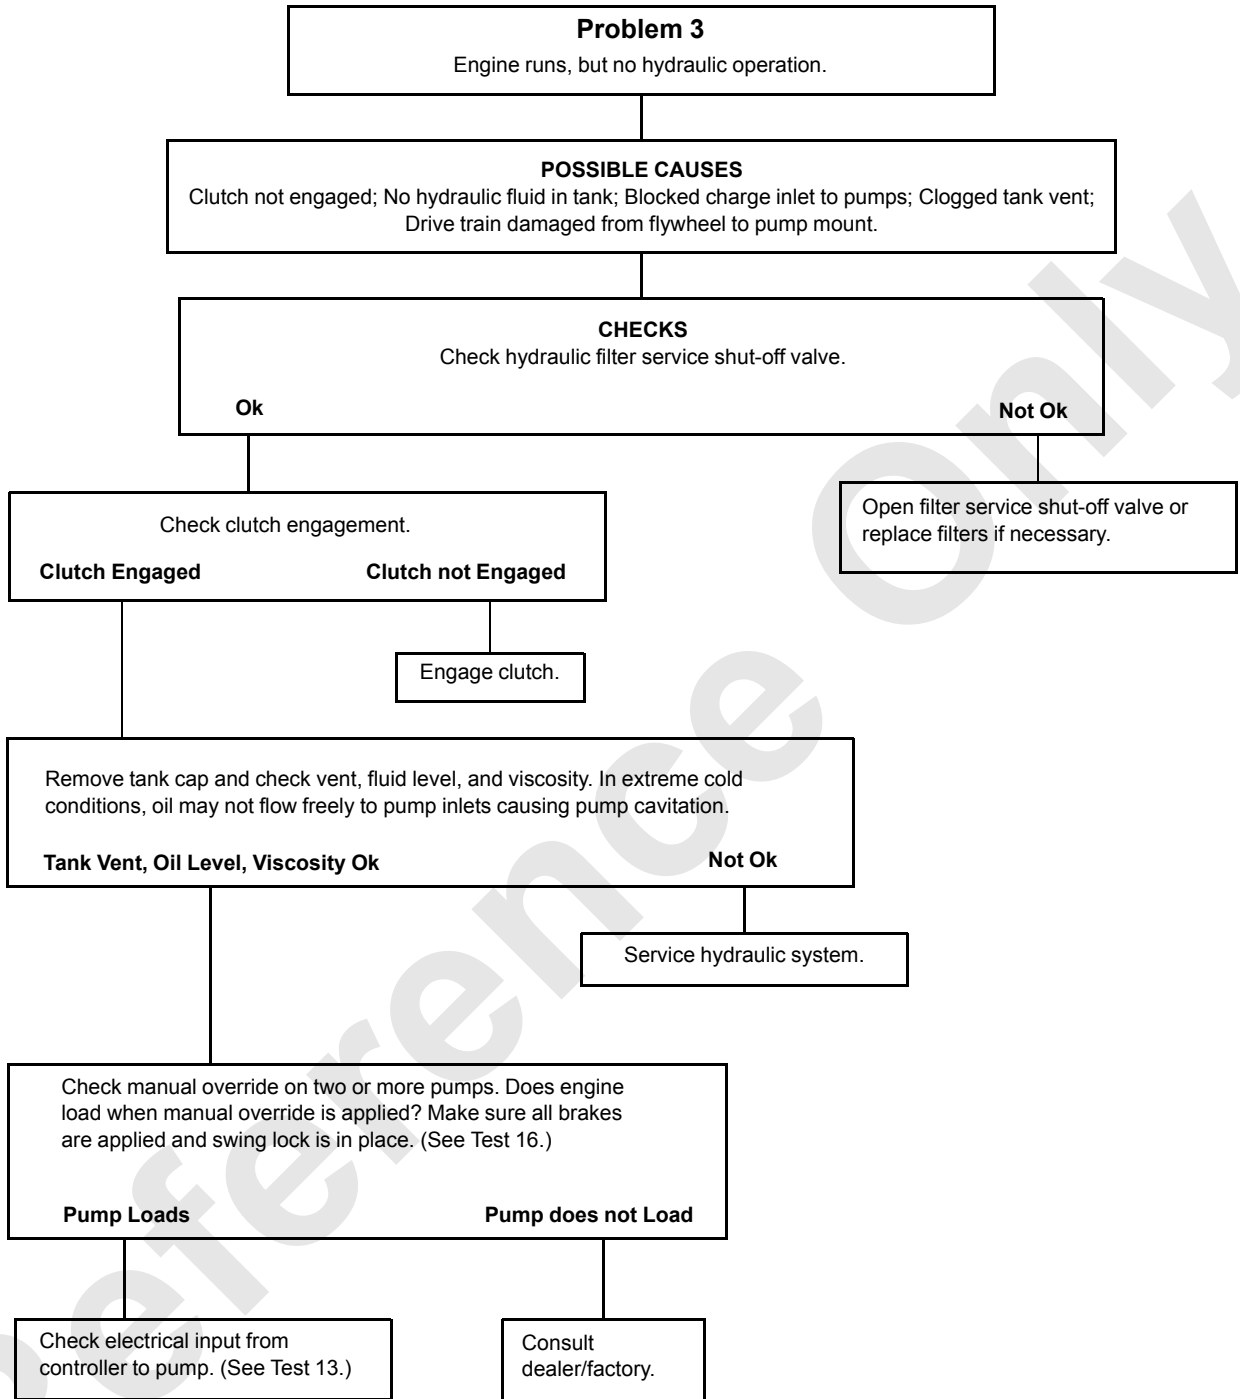 Problem 3
Engine runs, but no hydraulic operation.
POSSIBLE CAUSES
Clutch not engaged; No hydraulic fluid in tank; Blocked charge inlet to pumps; Clogged tank vent;
Drive train damaged from flywheel to pump mount.
CHECKS
Check hydraulic filter service shut-off valve.
Ok
Not Ok
Open filter service shut-off valve or
replace filters if necessary.
Check clutch engagement.
Clutch Engaged
Clutch not Engaged
Engage clutch.
Remove tank cap and check vent, fluid level, and viscosity. In extreme cold
conditions, oil may not flow freely to pump inlets causing pump cavitation.
Tank Vent, Oil Level, Viscosity Ok
Not Ok
Service hydraulic system.
Check manual override on two or more pumps. Does engine
load when manual override is applied? Make sure all brakes
are applied and swing lock is in place. (See Test 16.)
Pump Loads
Pump does not Load
Check electrical input from
controller to pump. (See Test 13.)
Consult
dealer/factory.
Reference Only